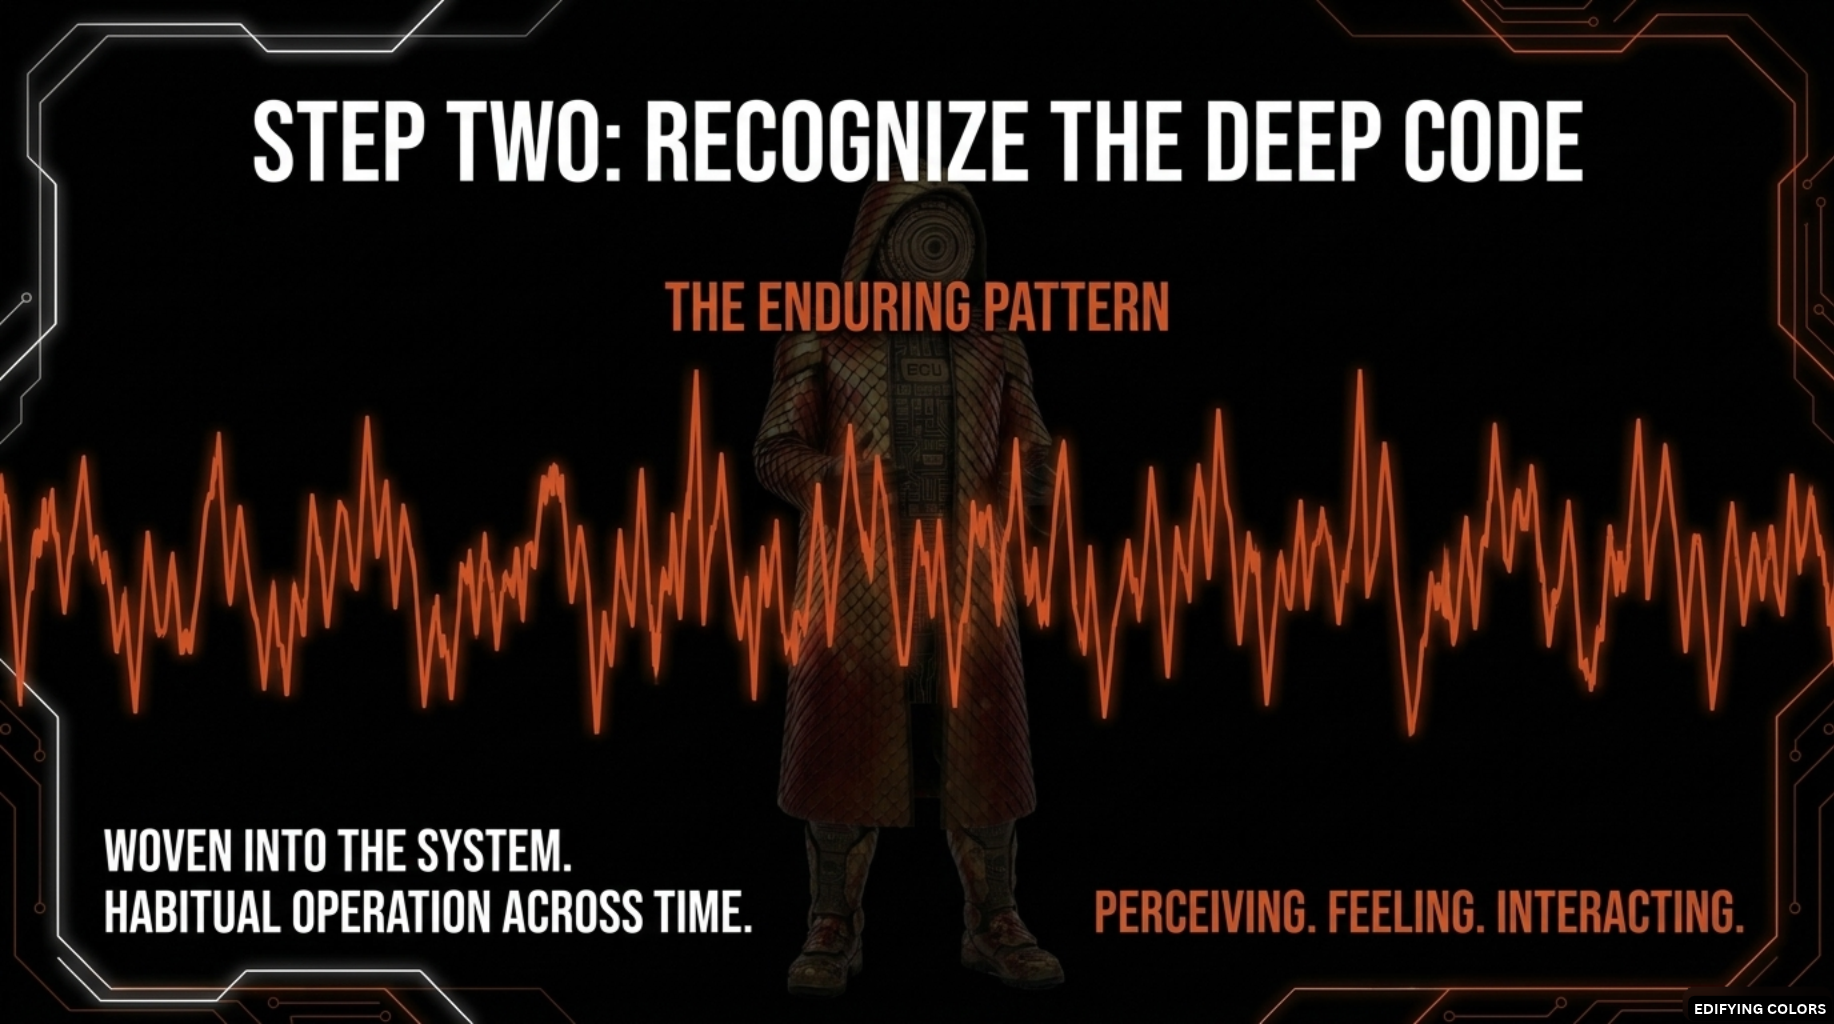 STEP TWO: RECOGNIZE THE DEEP CODE
THE ENDURING PATTERN
ECU
WOVEN INTO THE SYSTEM.
HABITUAL OPERATION ACROSS TIME.
PERCEIVING. FEELING. INTERACTING.
EDIFYING COLORS